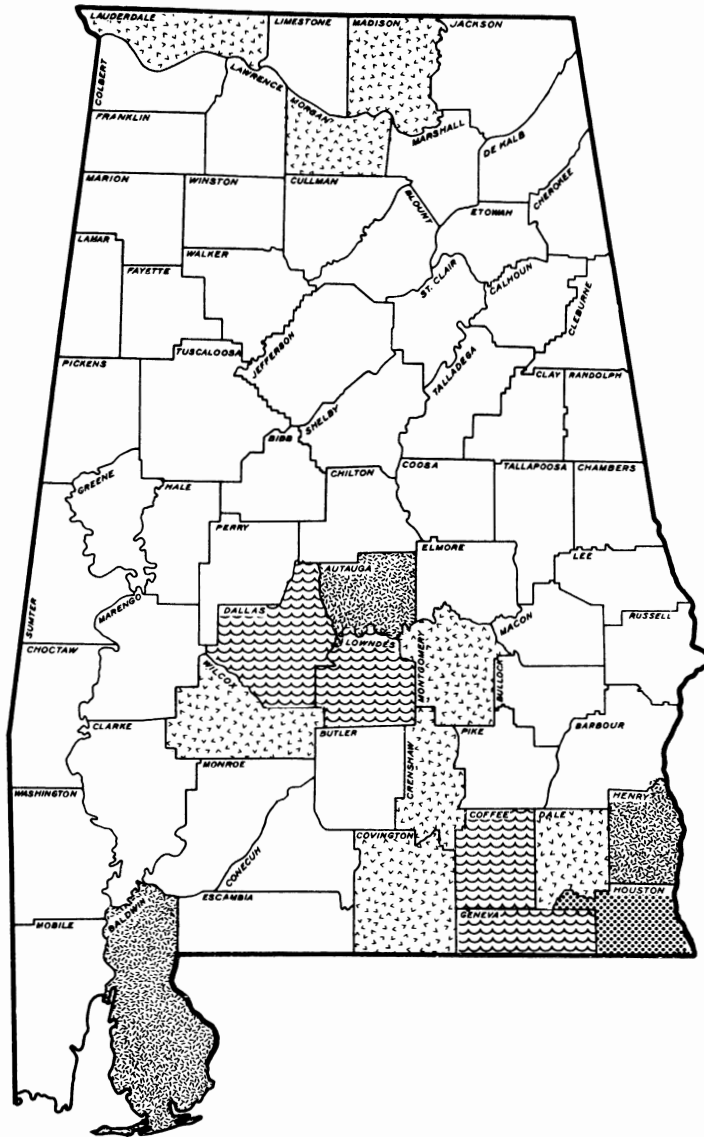 LAUDERDALE
LIMESTONE
MADISON
JACKSON
COLBERT
LAWRENCE
MORGAN
FRANKLIN
MARSHALL
DE KALB
MARION
WINSTON
CULLMAN
BLOUNT
ETOWAH
CHEROKEE
LAMAR
FAYETTE
WALKER
ST. CLAIR
CALHOUN
CLEBURNE
PICKENS
TUSCALOOSA
JEFFERSON
SHELBY
TALLADEGA
CLAY
RANDOLPH
BIBB
GREENE
HALE
CHILTON
COOSA
TALLAPOOSA
CHAMBERS
PERRY
AUTAUGA
ELMORE
LEE
SUMTER
MARENGO
DALLAS
LOWNDES
MONTGOMERY
MACON
RUSSELL
CHOCTAW
WILCOX
BULLOCK
CLARKE
BUTLER
CRENSHAW
PIKE
BARBOUR
WASHINGTON
MONROE
CONECUH
COVINGTON
COFFEE
DALE
HENRY
MOBILE
BALDWIN
ESCAMBIA
GENEVA
HOUSTON